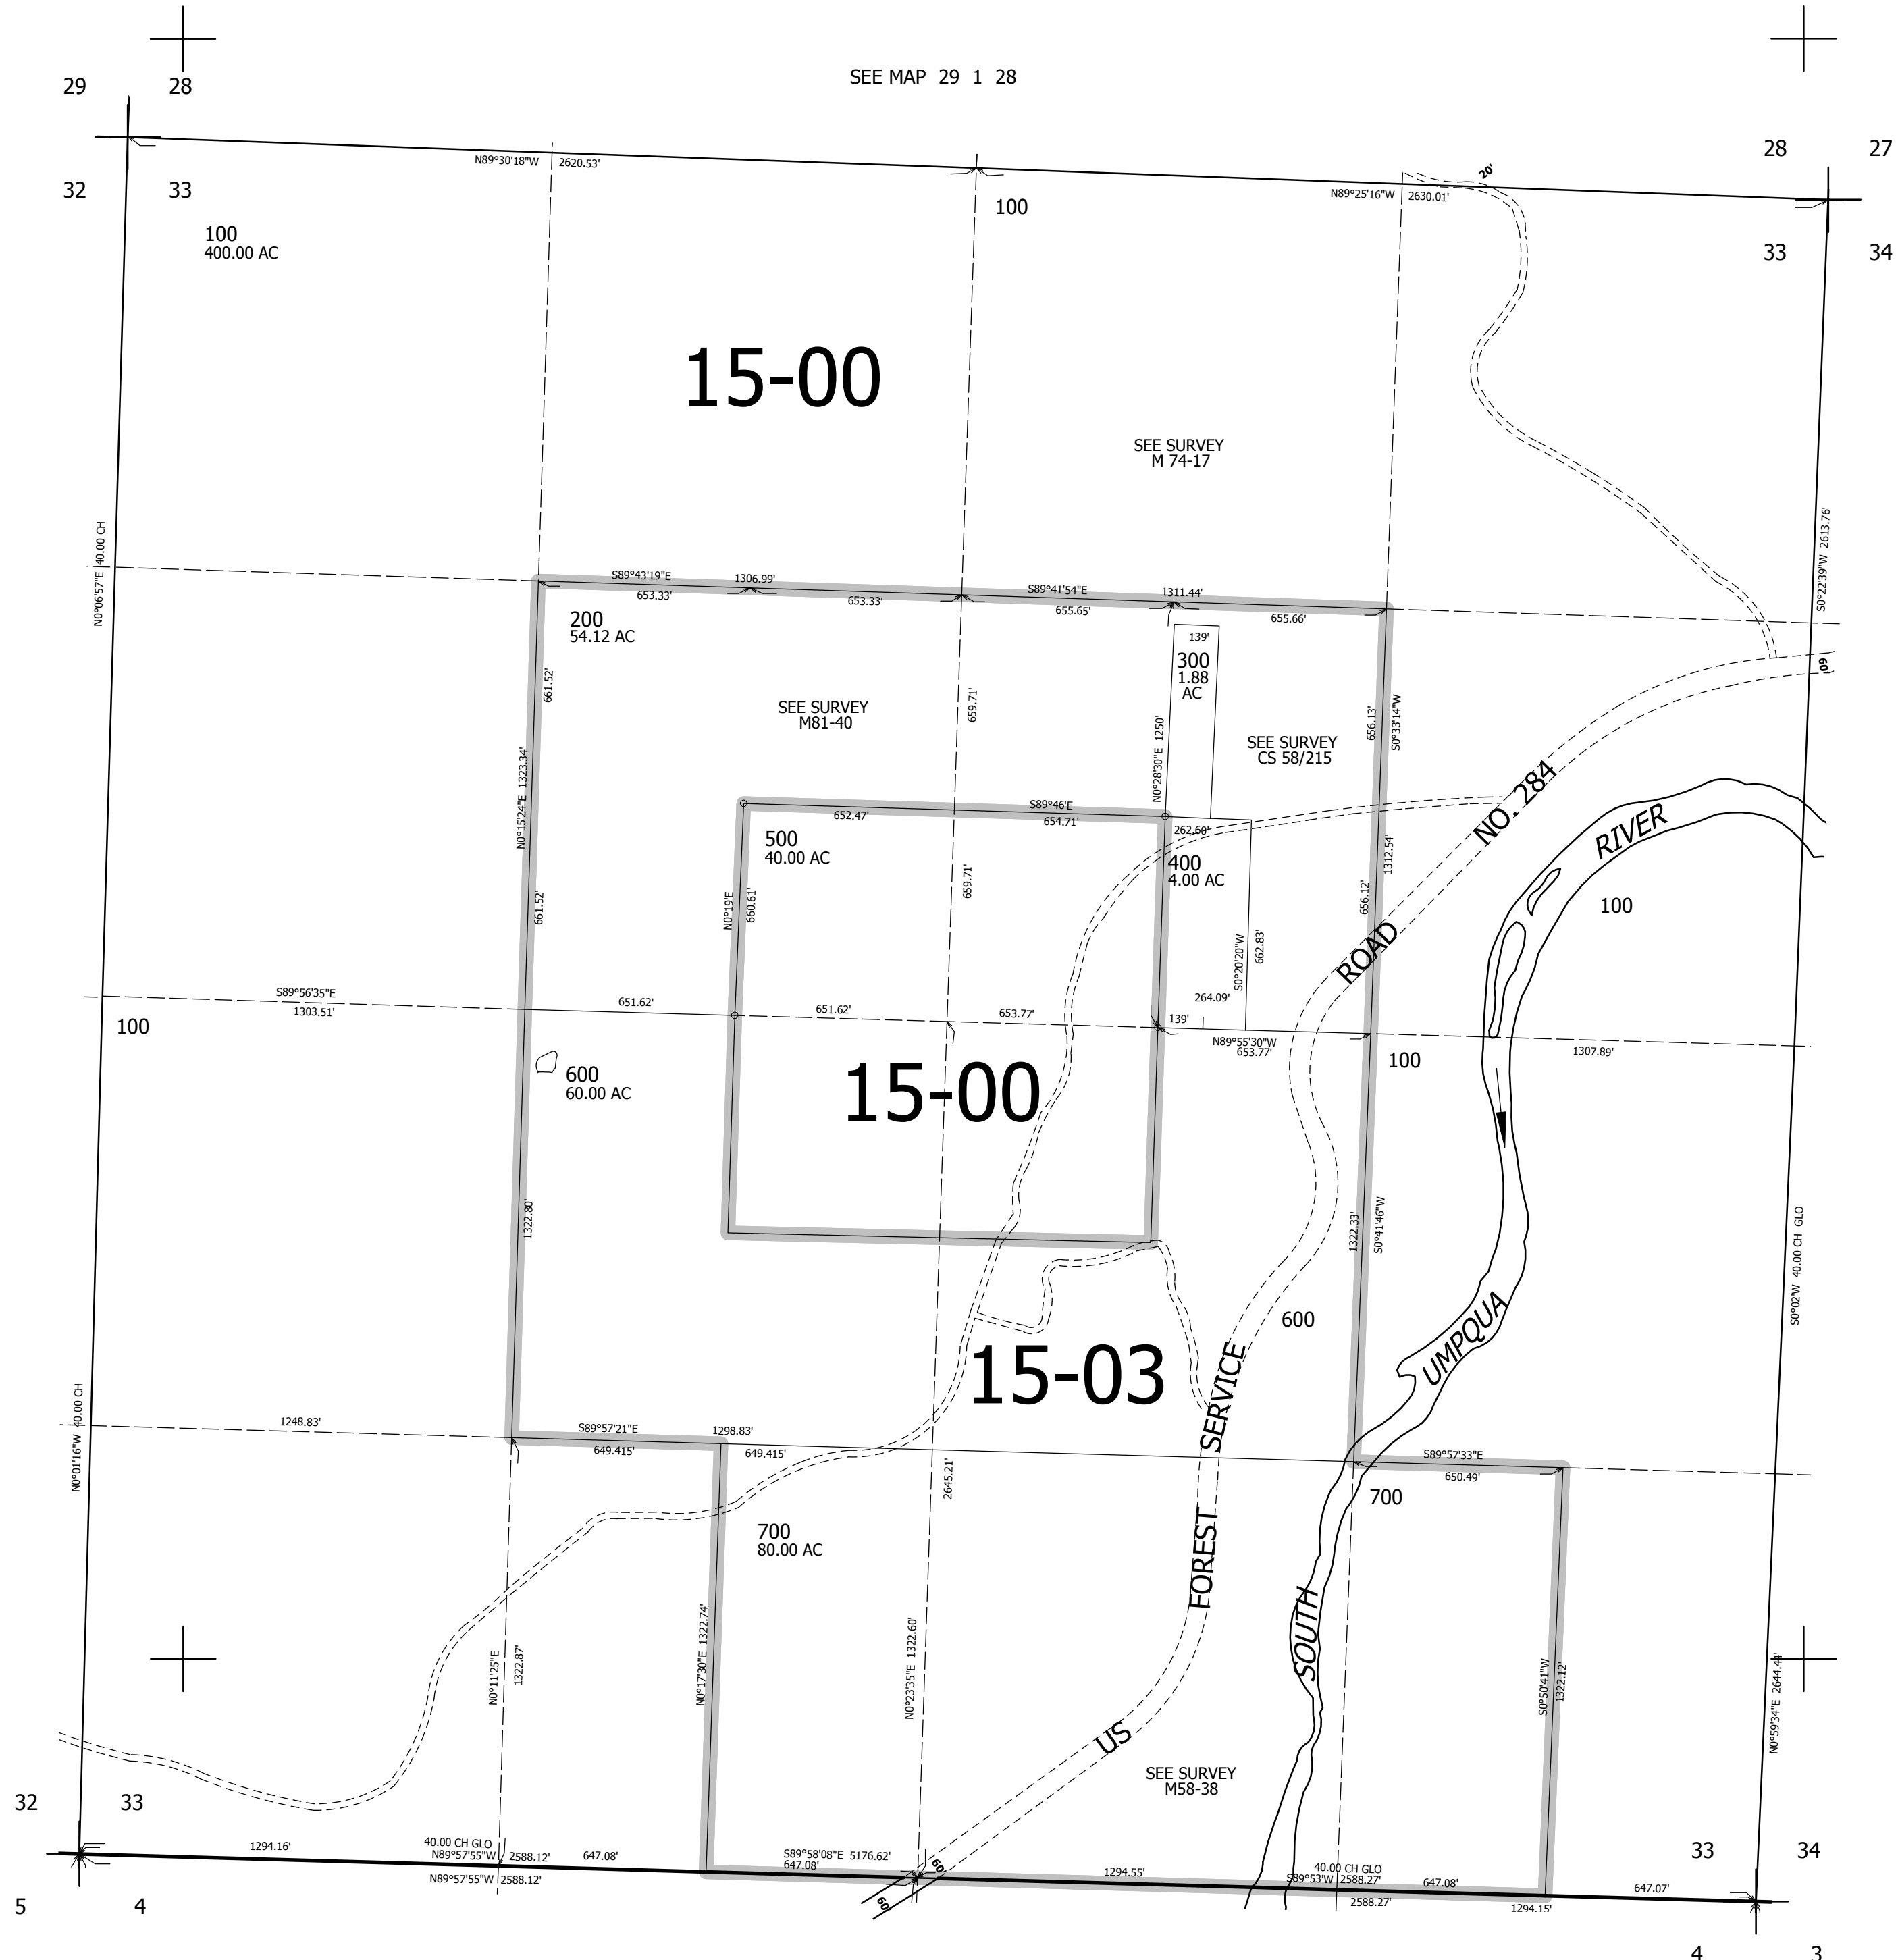 SEE MAP 29 1 28
29
28
28
27
32
33
33
34
N89°30'18"W
2620.53'
N89°25'16"W
2630.01'
20'
100
400.00 AC
100
15-00
SEE SURVEY
M 74-17
N0°06'57"E 40.00 CH
S0°22'39"W 2613.76'
S89°43'19"E
1306.99'
S89°41'54"E
1311.44'
653.33'
653.33'
655.65'
655.66'
200
54.12 AC
139'
300
1.88
AC
661.52'
659.71'
SEE SURVEY
M81-40
SEE SURVEY
CS 58/215
N0°28'30"E 1250'
656.13'
S0°33'14"W
60
N0°15'24"E 1323.34'
S89°46'E
652.47'
654.71'
262.60'
500
40.00 AC
400
4.00 AC
NO. 284
RIVER
1312.54'
661.52'
N0°19'E
660.61'
659.71'
656.12'
100
S0°20'20"W
662.83'
ROAD
S89°56'35"E
1303.51'
651.62'
651.62'
653.77'
264.09'
139'
N89°55'30"W
653.77'
1307.89'
100
100
600
60.00 AC
15-00
1322.80'
1322.33'
S0°41'46"W
S0°02'W 40.00 CH GLO
600
UMPQUA
15-03
SERVICE
N0°01'16"W 40.00 CH
1248.83'
S89°57'21"E
1298.83'
649.415'
649.415'
2645.21'
S89°57'33"E
650.49'
700
700
80.00 AC
FOREST
SOUTH
N0°11'25"E
1322.87'
N0°17'30"E 1322.74'
N0°23'35"E 1322.60'
S0°50'41"W
1322.12'
N0°59'34"E 2644.44'
US
SEE SURVEY
M58-38
32
33
33
34
1294.16'
40.00 CH GLO
N89°57'55"W
2588.12'
647.08'
S89°58'08"E 5176.62'
647.08'
60'
1294.55'
40.00 CH GLO
S89°53'W
2588.27'
647.08'
647.07'
N89°57'55"W
2588.12'
60'
2588.27'
1294.15'
5
4
4
3